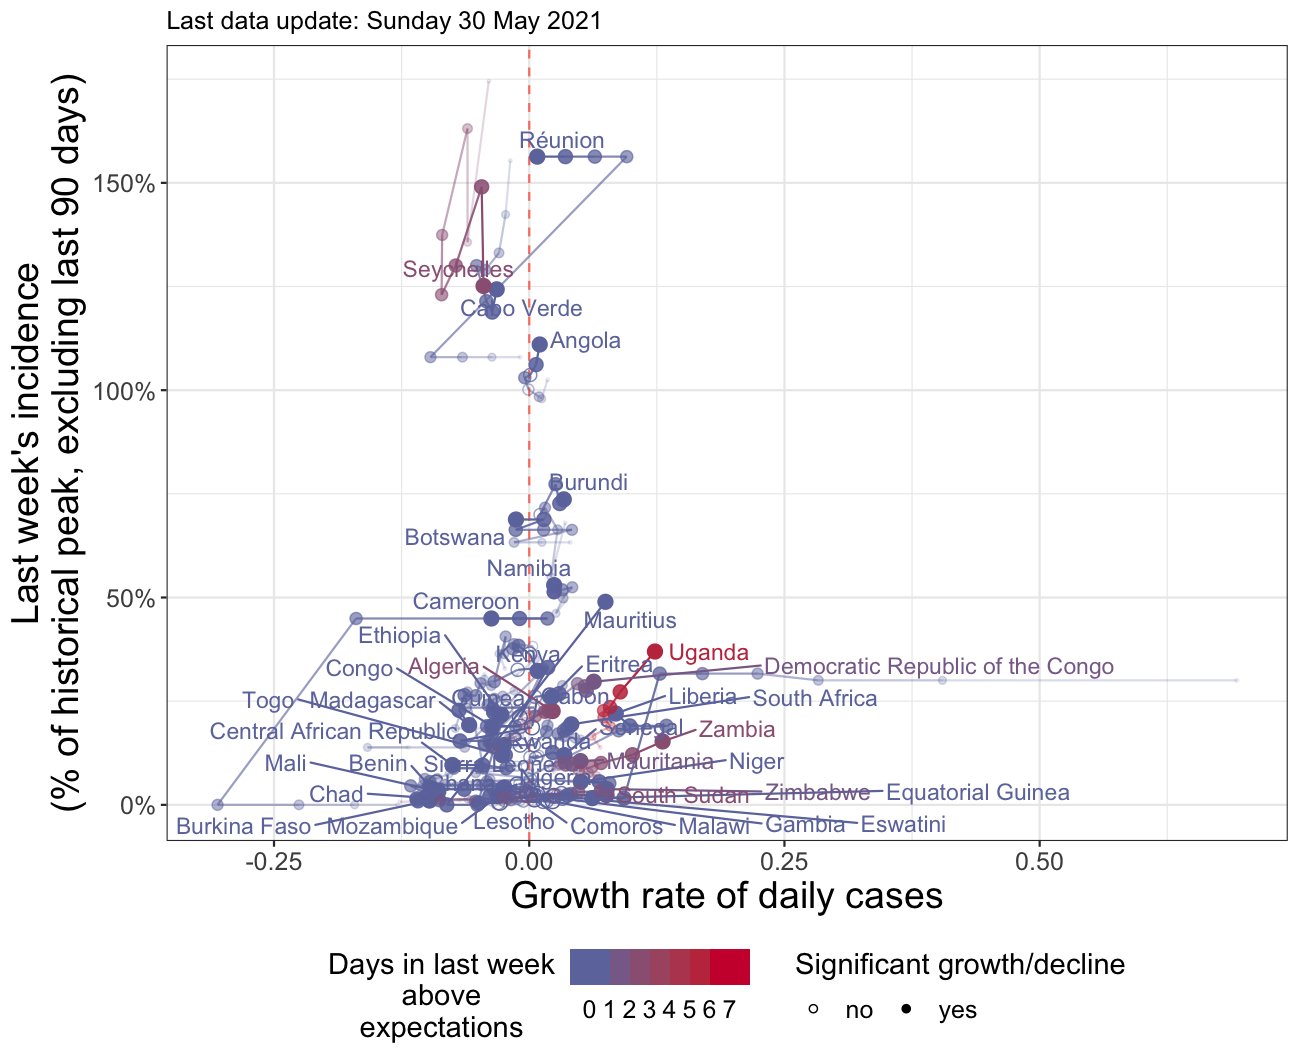 Last data update: Sunday 30 May 2021
Last week's incidence
(% of historical peak, excluding last 90 days)
150%
100%
50%
0%
Réunion
Seychelles
Cabo Verde
Angola
Burundi
Botswana
Namibia
Cameroon
Mauritius
Ethiopia
Kenya
Uganda
Congo
Algeria
Eritrea
Democratic Republic of the Congo
Togo
Madagascar
Guinea
Gabon
Liberia
South Africa
Central African Republic
Rwanda
Senegal
Zambia
Mali
Benin
Sierra Leone
Mauritania
Niger
Ghana
Nigeria
Chad
South Sudan
Zimbabwe
Equatorial Guinea
Burkina Faso
Mozambique
Lesotho
Comoros
Malawi
Gambia
Eswatini
-0.25
0.00
0.25
0.50
Growth rate of daily cases
Days in last week
above
expectations
0 1 2 3 4 5 6 7
Significant growth/decline
no
yes